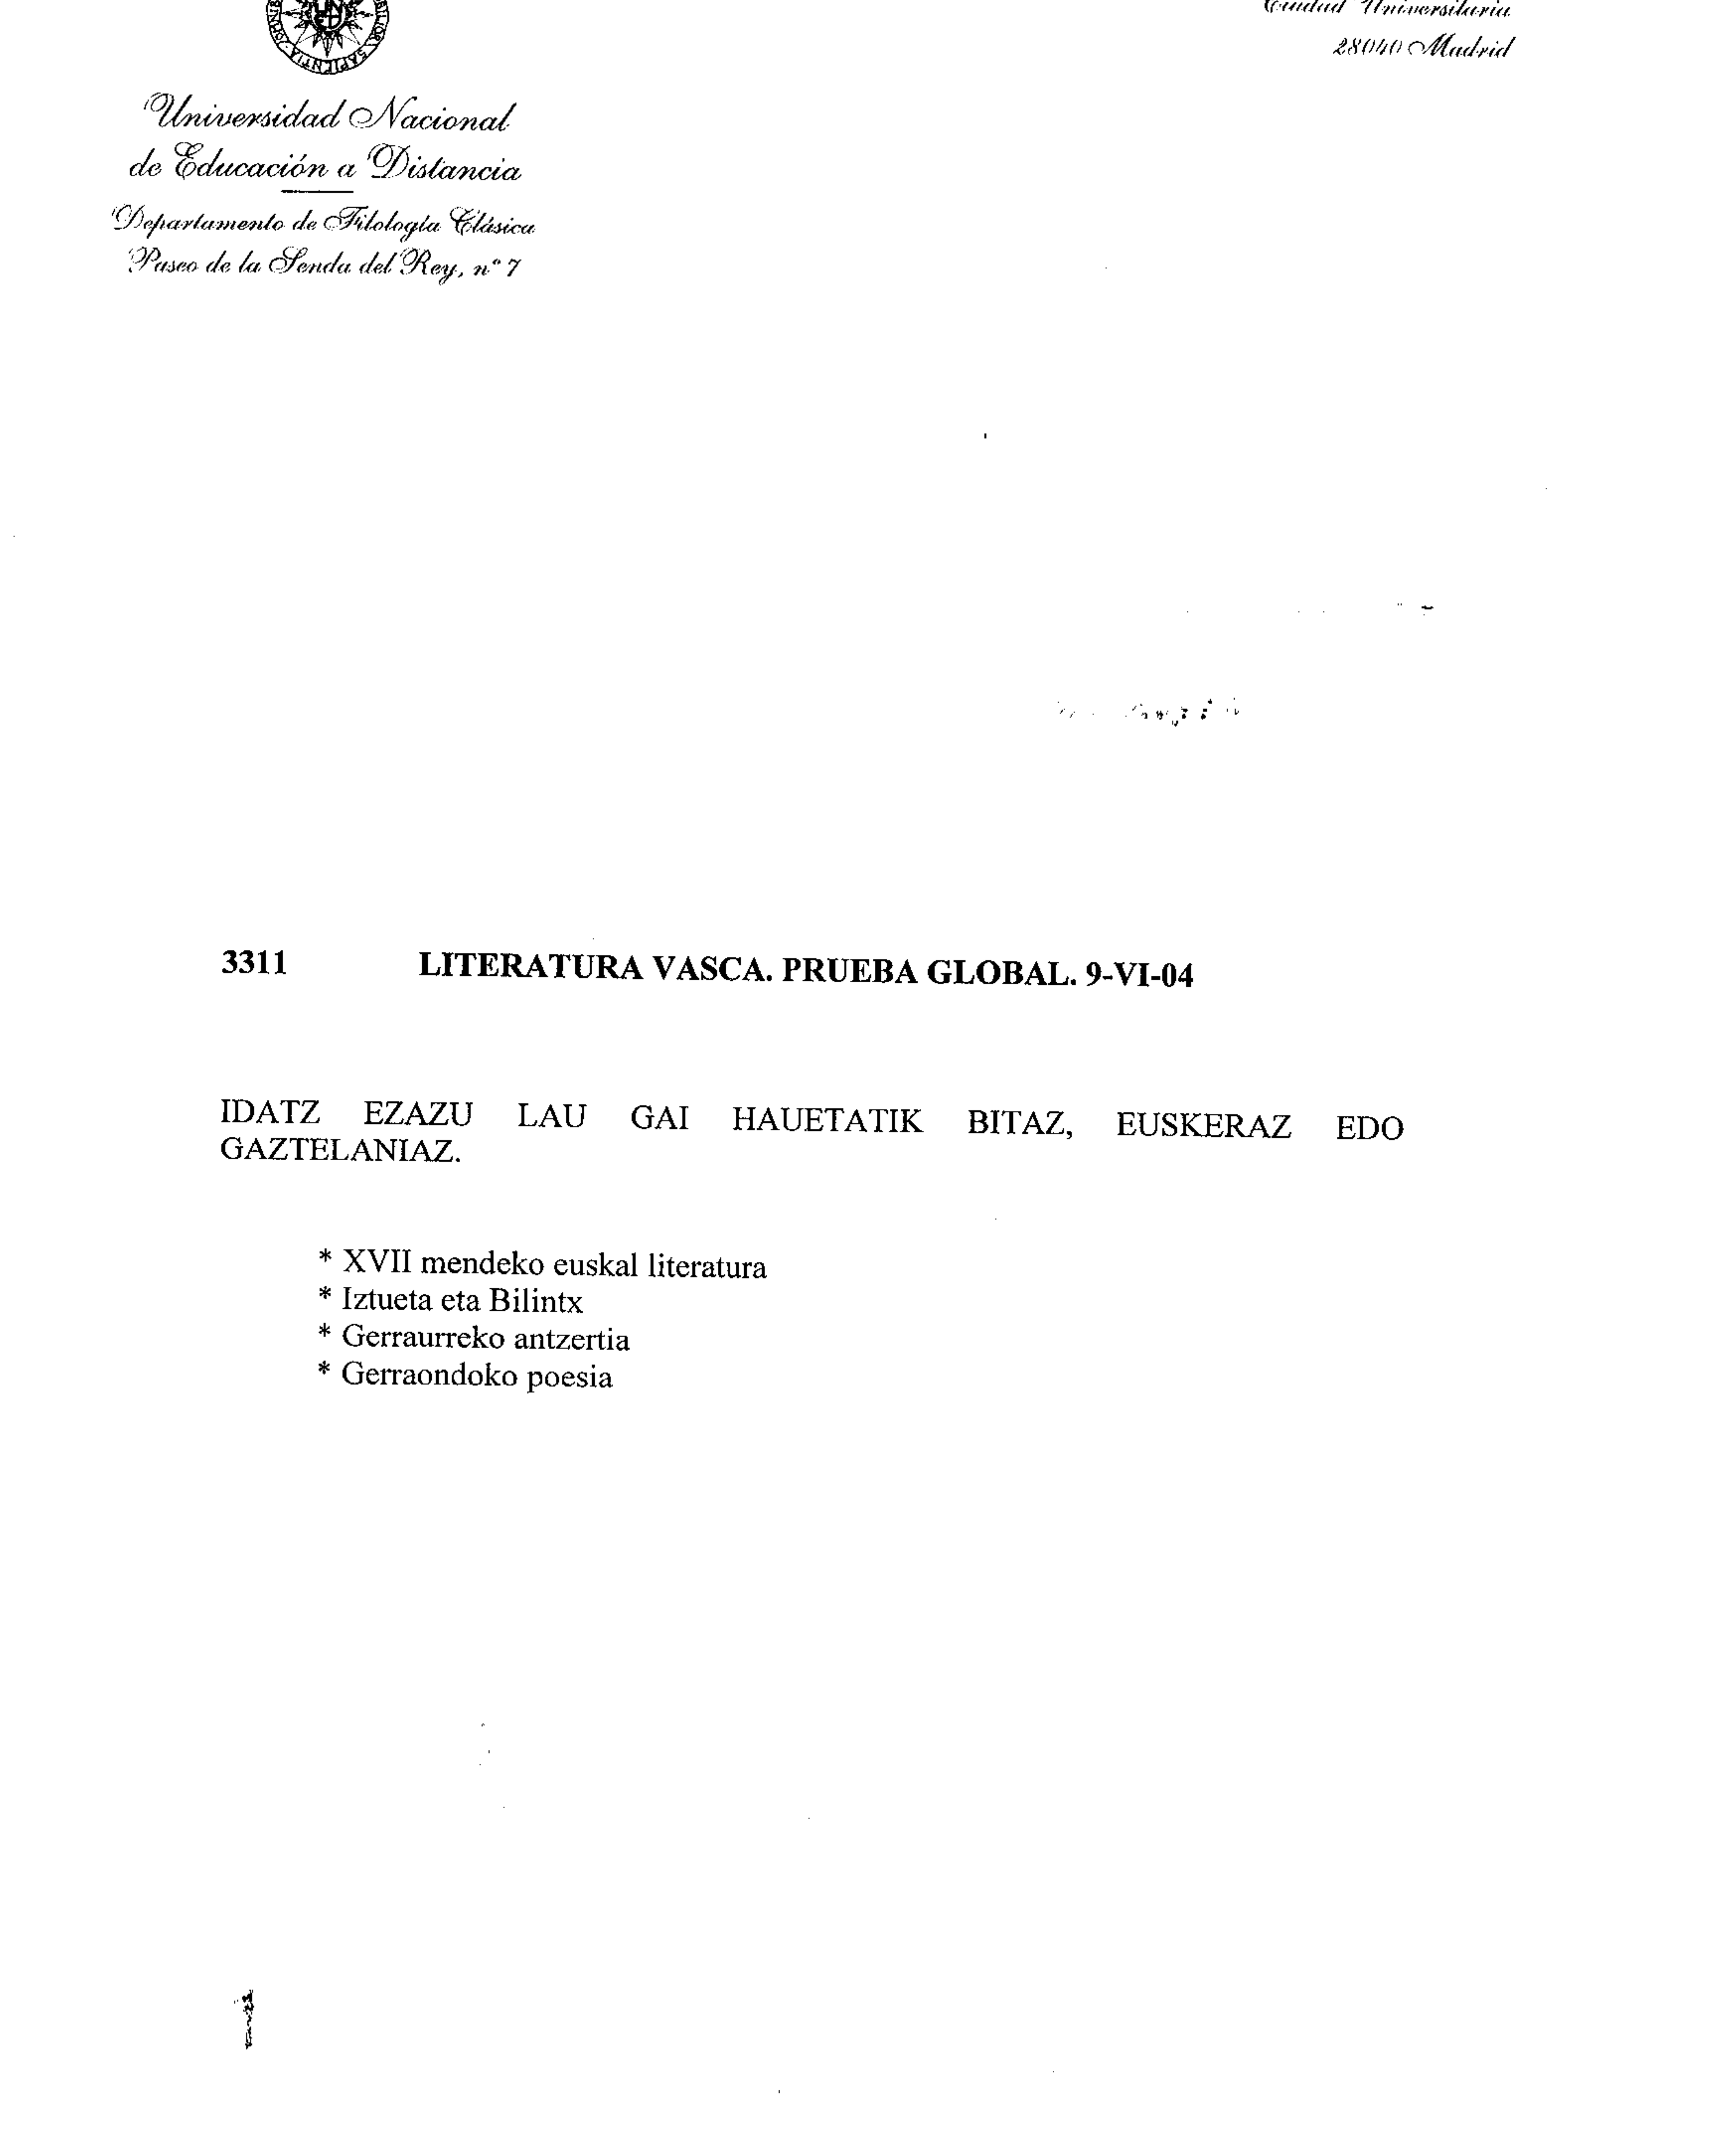 Ciudad Universitaria
28040 Madrid
Universidad Nacional
de Educación a Distancia
Departamento de Filología Clásica
Paseo de la Senda del Rey, nº 7
3311 LITERATURA VASCA. PRUEBA GLOBAL. 9-VI-04
IDATZ EZAZU LAU GAI HAUETATIK BITAZ, EUSKERAZ EDO
GAZTELANIAZ.
* XVII mendeko euskal literatura
* Iztueta eta Bilintx
* Gerraurreko antzertia
* Gerraondoko poesia